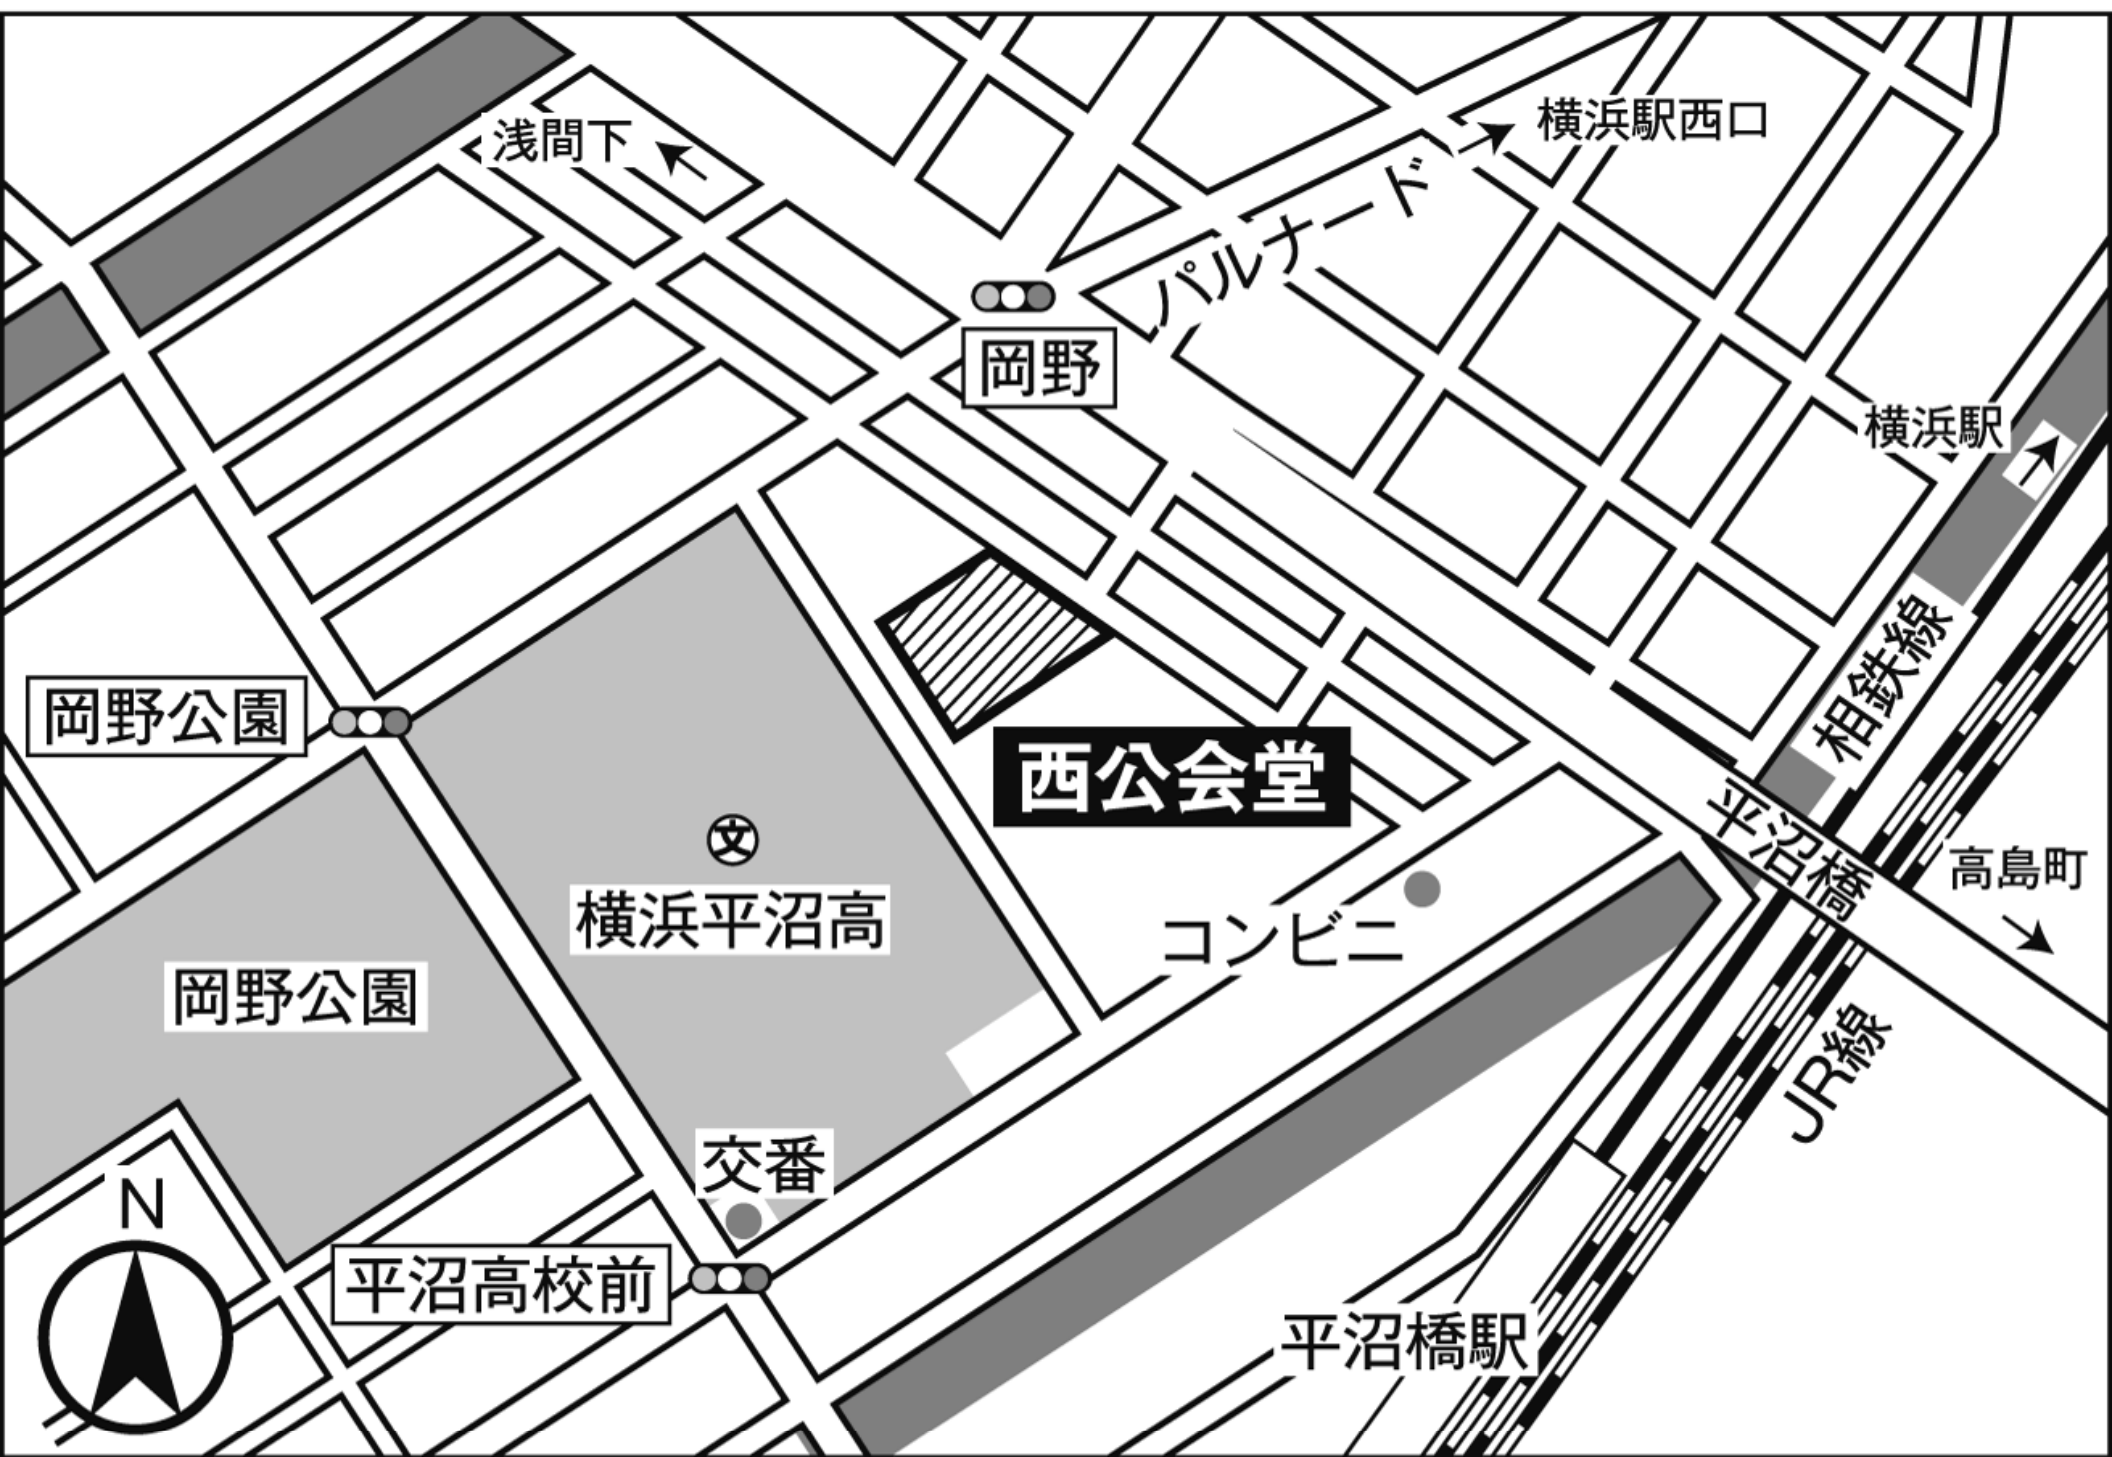 浅間下
横浜駅西口
パルナード
岡野
横浜駅
相鉄線
岡野公園
西公会堂
平沼橋
高島町
文
横浜平沼高
コンビニ
岡野公園
JR線
交番
N
平沼高校前
平沼橋駅